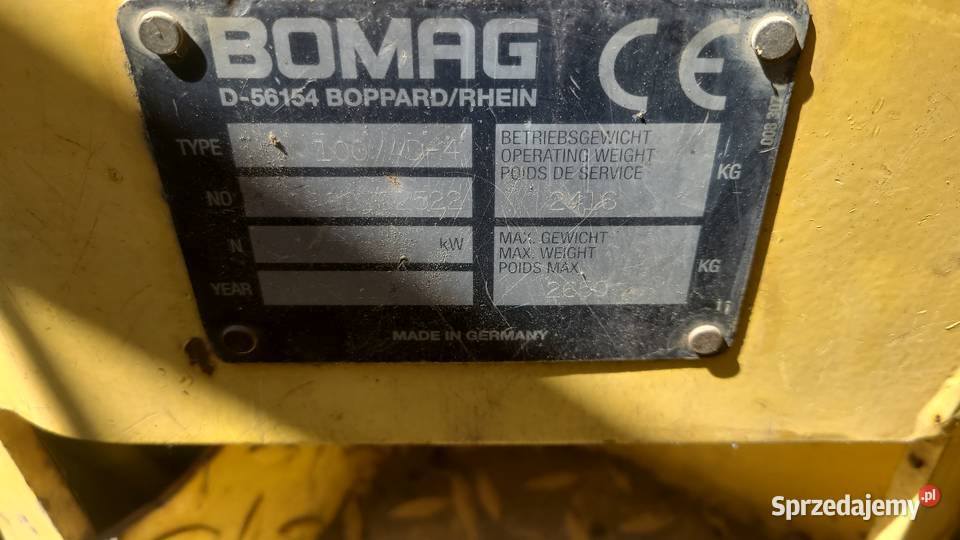 BOMAG
CE
D-56154 BOPPARD/RHEIN
TYPE
BETRIEBSGEWICHT
OPERATING WEIGHT
POIDS DE SERVICE
KG
NO
2416
N
kW
MAX. GEWICHT
MAX. WEIGHT
POIDS MAX.
KG
YEAR
MADE IN GERMANY
Sprzedajemy.pl